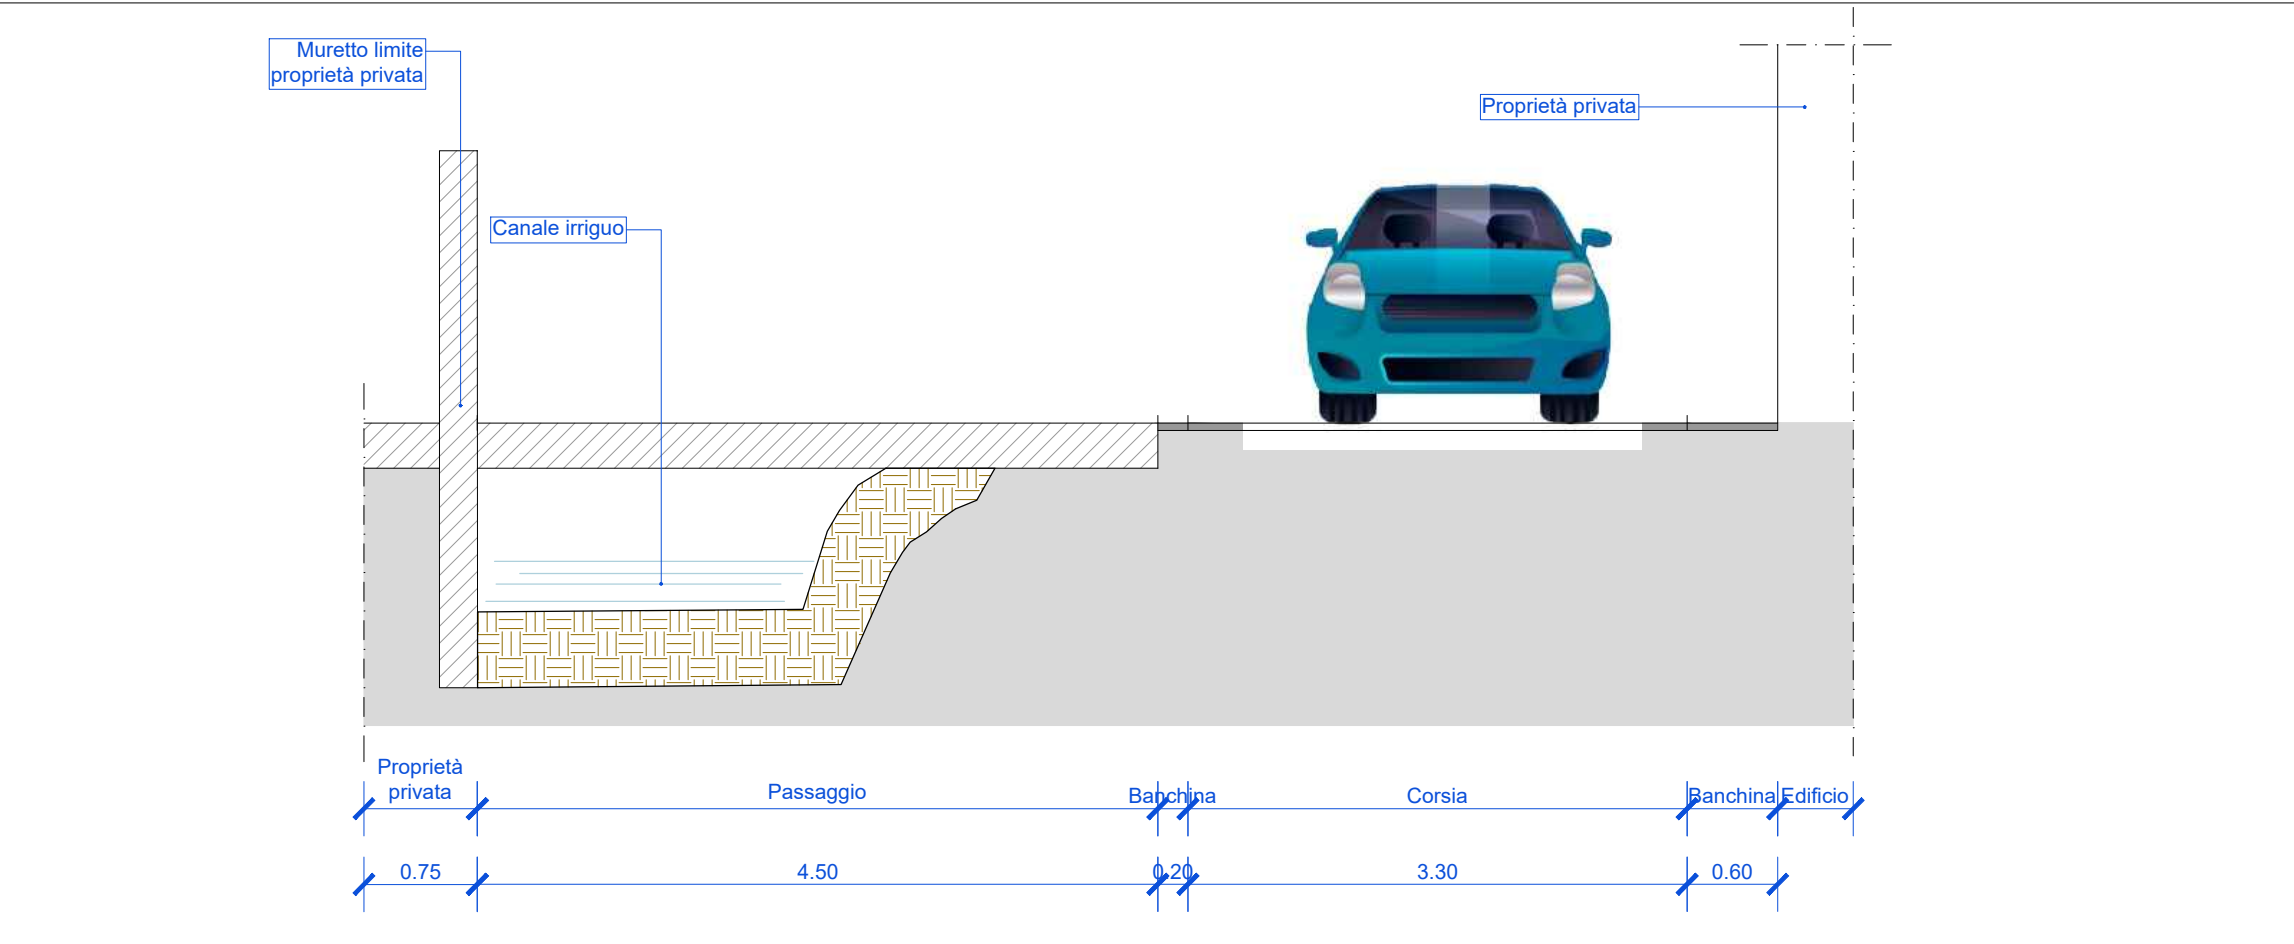 Muretto limite
proprietà privata
Proprietà privata
Canale irriguo
Proprietà
privata
Passaggio
Banchina
Corsia
Banchina
Edificio
0.75
4.50
0.20
3.30
0.60